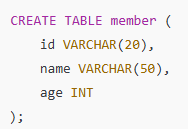 CREATE TABLE member (
    id VARCHAR(20),
    name VARCHAR(50),
    age INT
);